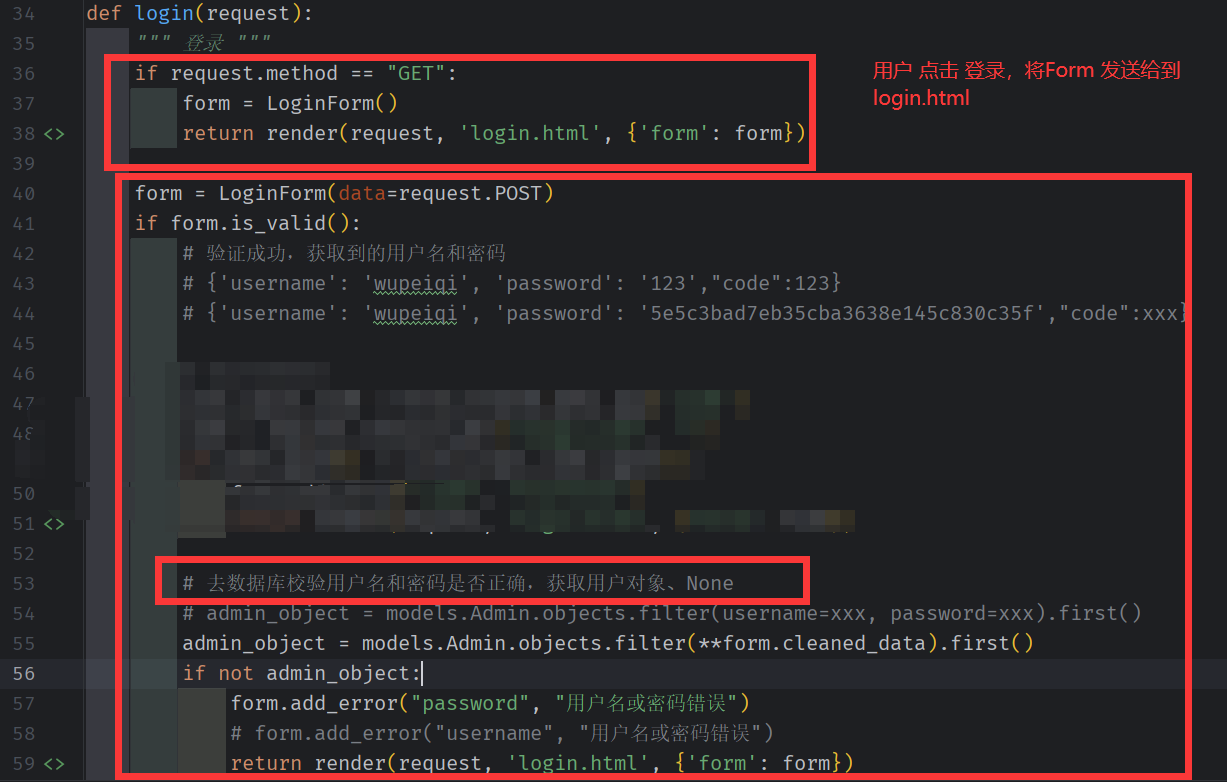 34 def login(request):
35 """ 登录 """
36 if request.method == "GET":
37 form = LoginForm()
38 <> return render(request, 'login.html', {'form': form})
39
用户 点击 登录，将Form 发送给到
login.html
40 form = LoginForm(data=request.POST)
41 if form.is_valid():
42 # 验证成功，获取到的用户名和密码
43 # {'username': 'wupeiqi', 'password': '123',"code":123}
44 # {'username': 'wupeiqi', 'password': '5e5c3bad7eb35cba3638e145c830c35f',"code":xxx}
45
46
47
48
50
51 <>
52
53 # 去数据库校验用户名和密码是否正确，获取用户对象、None
54 # admin_object = models.Admin.objects.filter(username=xxx, password=xxx).first()
55 admin_object = models.Admin.objects.filter(**form.cleaned_data).first()
56 if not admin_object:
57 form.add_error("password", "用户名或密码错误")
58 # form.add_error("username", "用户名或密码错误")
59 <> return render(request, 'login.html', {'form': form})